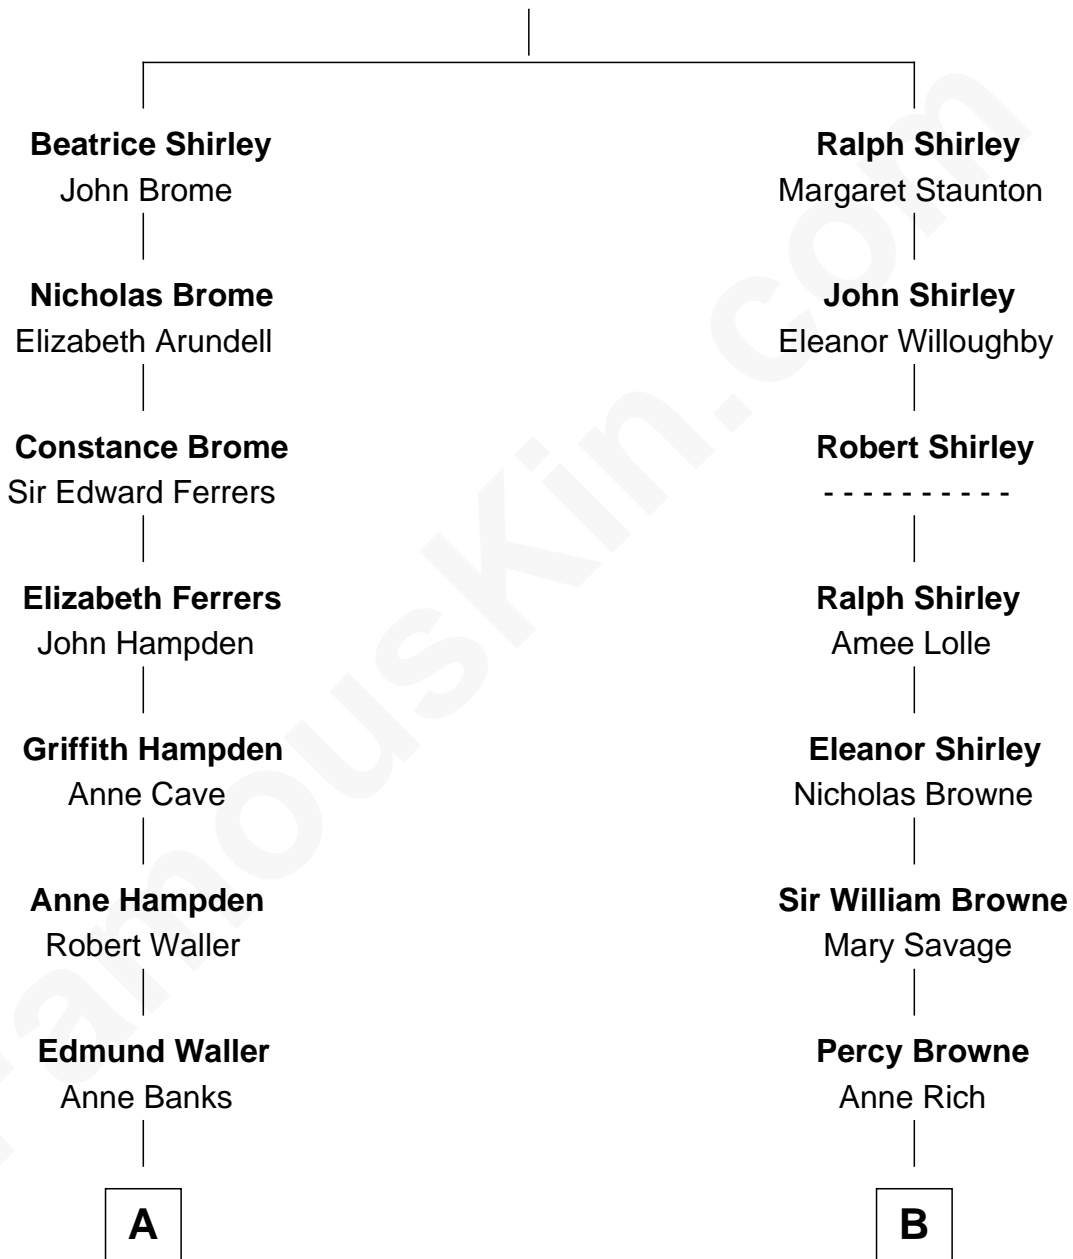 Beatrice Shirley
John Brome
Nicholas Brome
Elizabeth Arundell
Constance Brome
Sir Edward Ferrers
Elizabeth Ferrers
John Hampden
Griffith Hampden
Anne Cave
Anne Hampden
Robert Waller
Edmund Waller
Anne Banks
A
Ralph Shirley
Margaret Staunton
John Shirley
Eleanor Willoughby
Robert Shirley
- - - - - - - - - -
Ralph Shirley
Amee Lolle
Eleanor Shirley
Nicholas Browne
Sir William Browne
Mary Savage
Percy Browne
Anne Rich
B
FamousKin.com